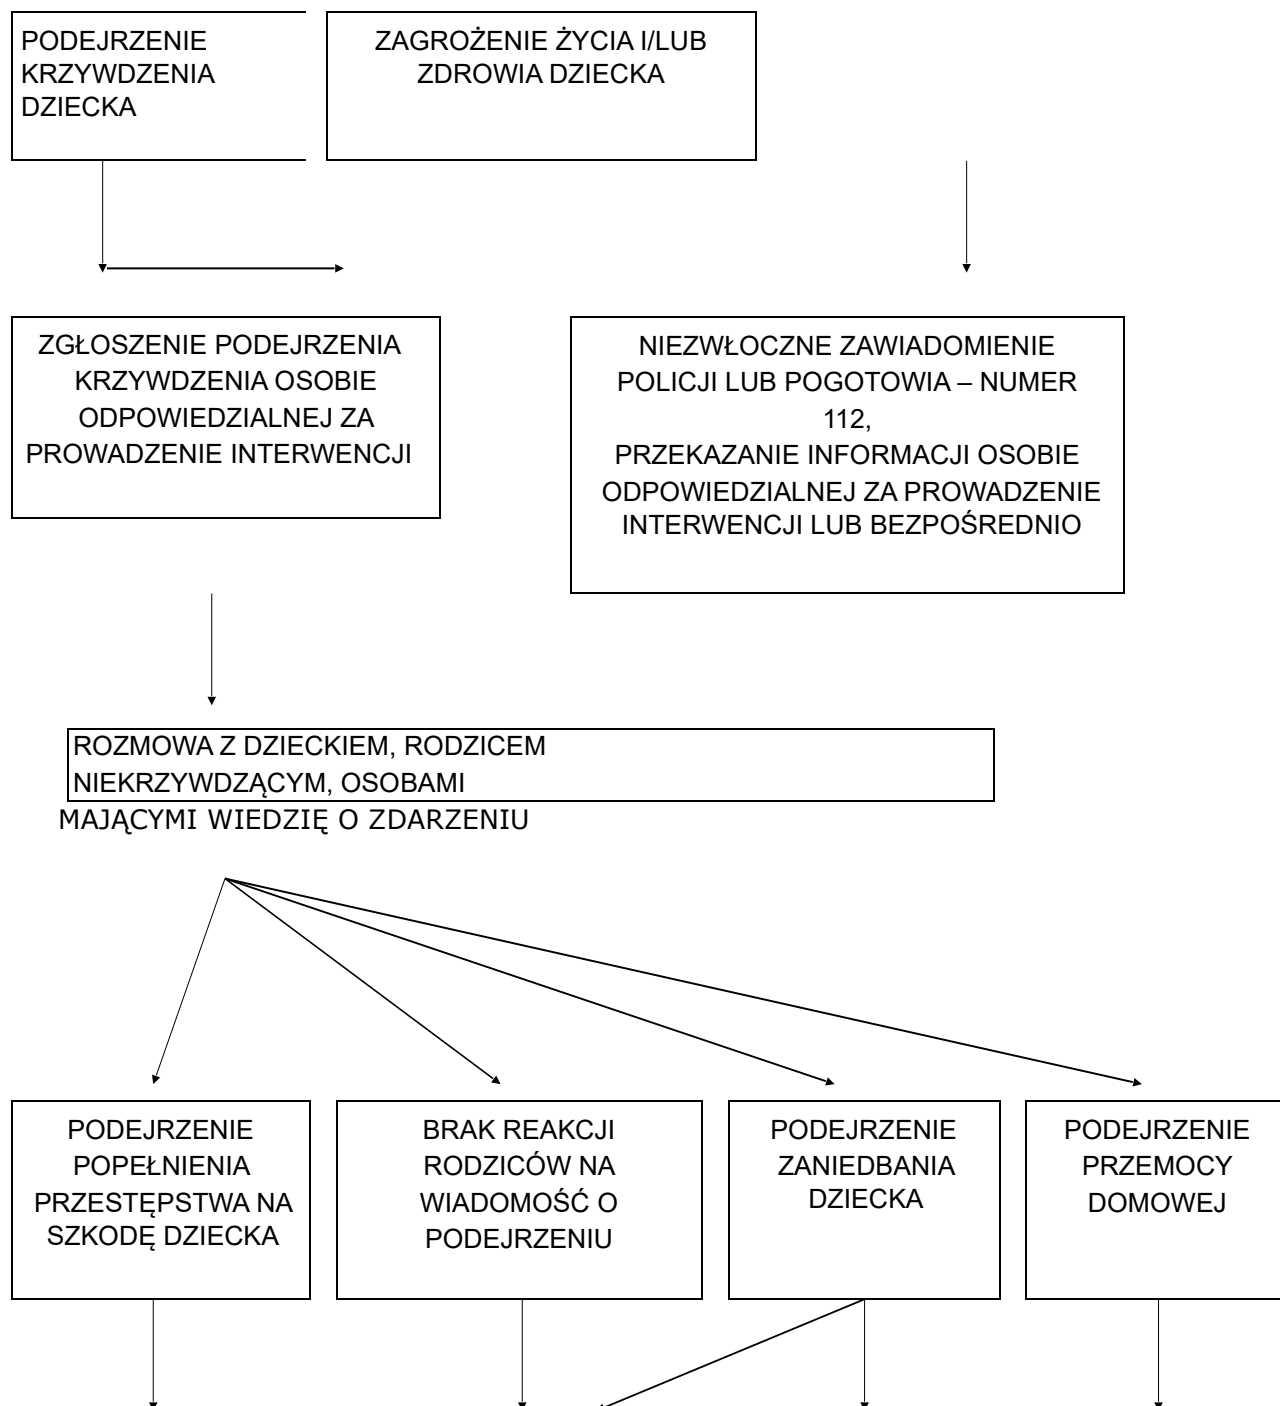 PODEJRZENIE
KRZYWDZENIA
DZIECKA
ZAGROŻENIE ŻYCIA I/LUB
ZDROWIA DZIECKA
ZGŁOSZENIE PODEJRZENIA
KRZYWDZENIA OSOBIE
ODPOWIEDZIALNEJ ZA
PROWADZENIE INTERWENCJI
NIEZWŁOCZNE ZAWIADOMIENIE
POLICJI LUB POGOTOWIA – NUMER
112,
PRZEKAZANIE INFORMACJI OSOBIE
ODPOWIEDZIALNEJ ZA PROWADZENIE
INTERWENCJI LUB BEZPOŚREDNIO
ROZMOWA Z DZIECKIEM, RODZICEM
NIEKRZYWDZĄCYM, OSOBAMI
MAJĄCYMI WIEDZIĘ O ZDARZENIU
PODEJRZENIE
POPEŁNIENIA
PRZESTĘPSTWA NA
SZKODĘ DZIECKA
BRAK REAKCJI
RODZICÓW NA
WIADOMOŚĆ O
PODEJRZENIU
PODEJRZENIE
ZANIEDBANIA
DZIECKA
PODEJRZENIE
PRZEMOCY
DOMOWEJ